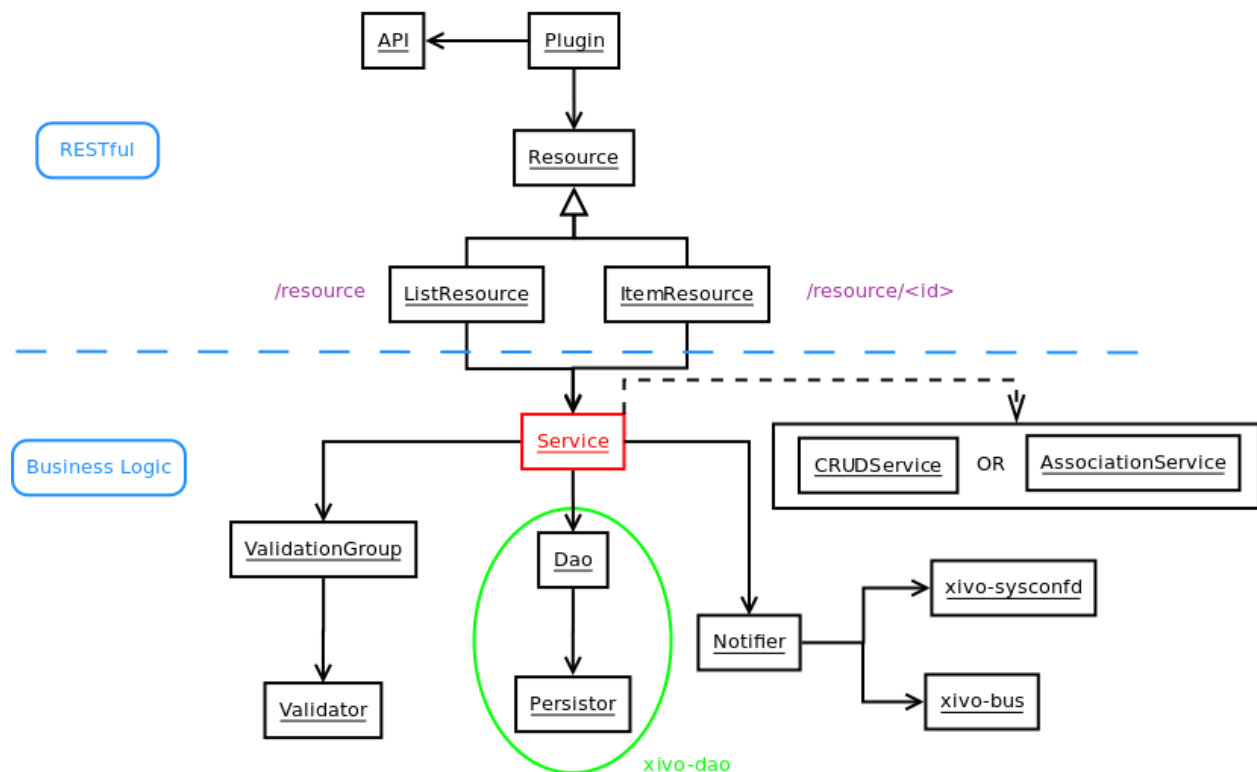 API
Plugin
RESTful
Resource
/resource
ListResource
ItemResource
/resource/<id>
Service
Business Logic
CRUDService
OR
AssociationService
ValidationGroup
Dao
xivo-sysconfd
Notifier
Validator
Persistor
xivo-bus
xivo-dao